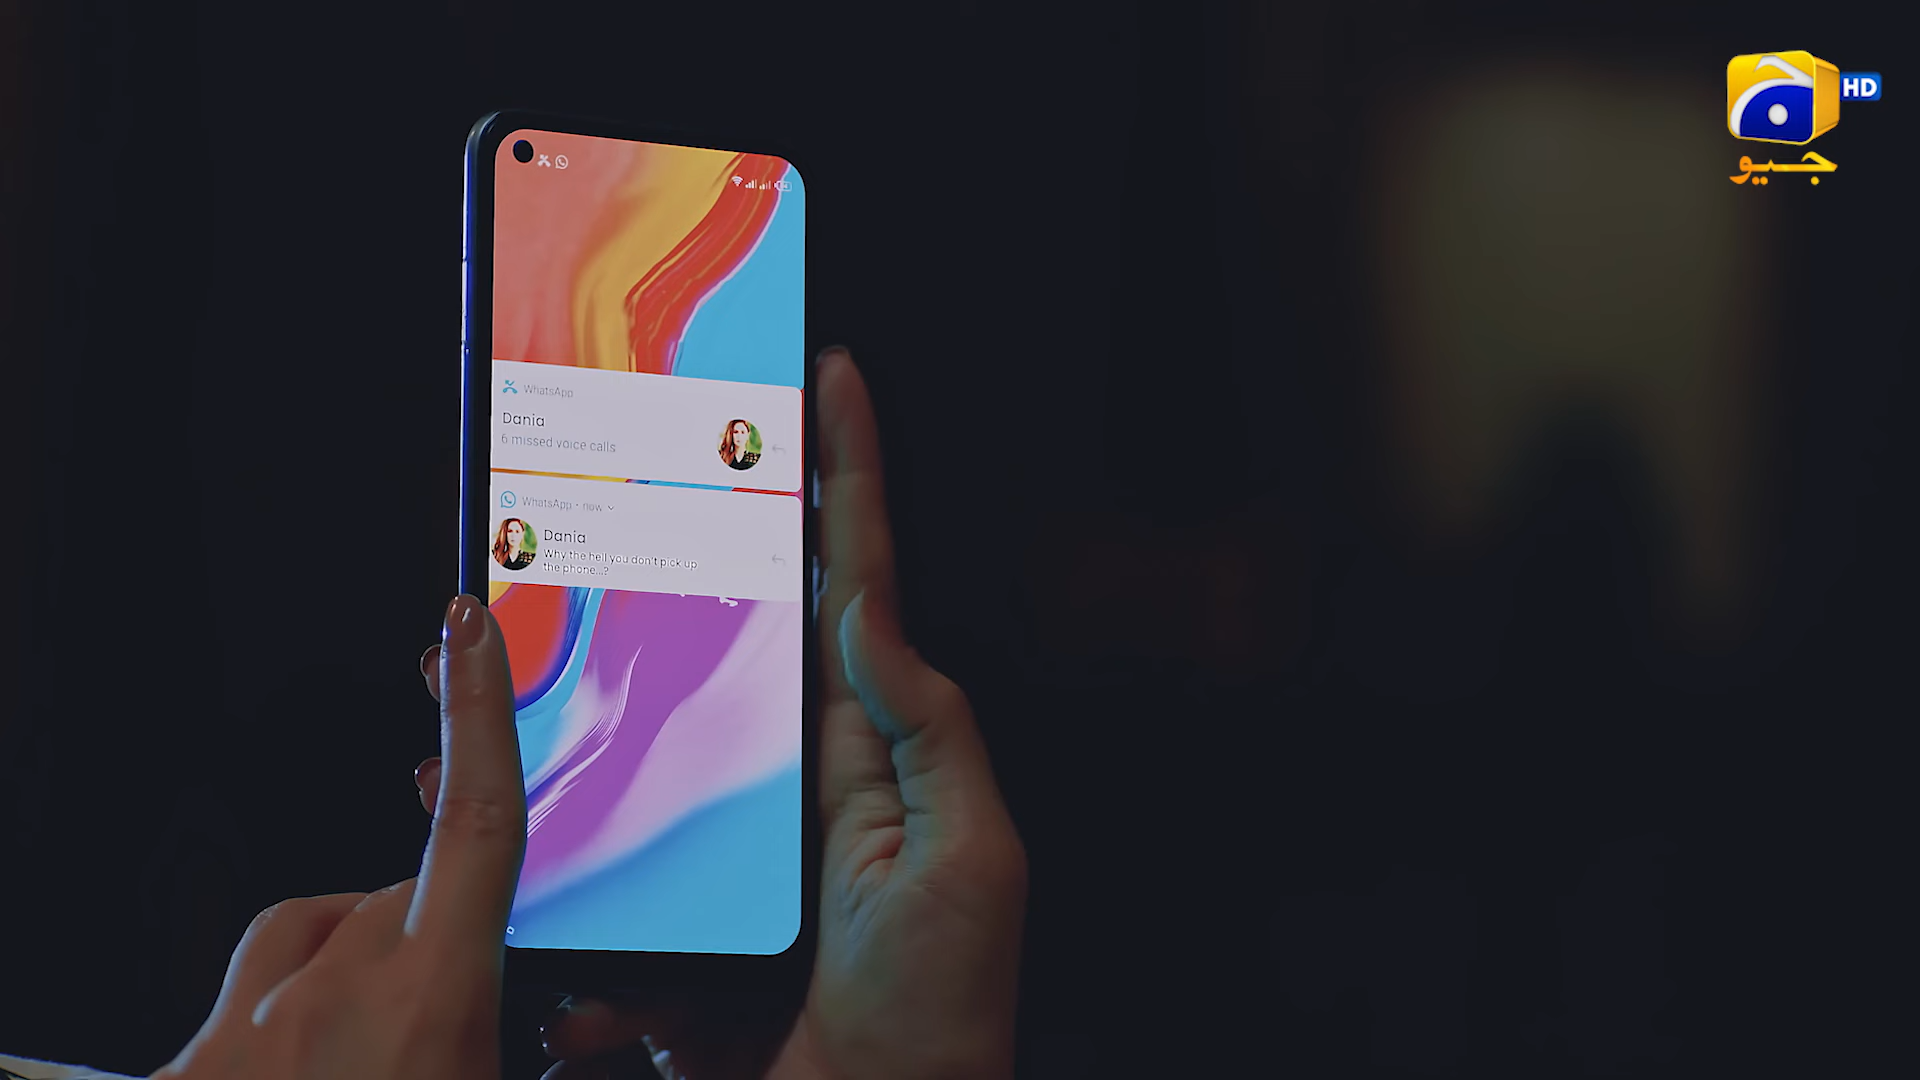 HD
جیو
WhatsApp
Dania
6 missed voice calls
WhatsApp • now
Dania
Why the hell you don't pick up
the phone...?